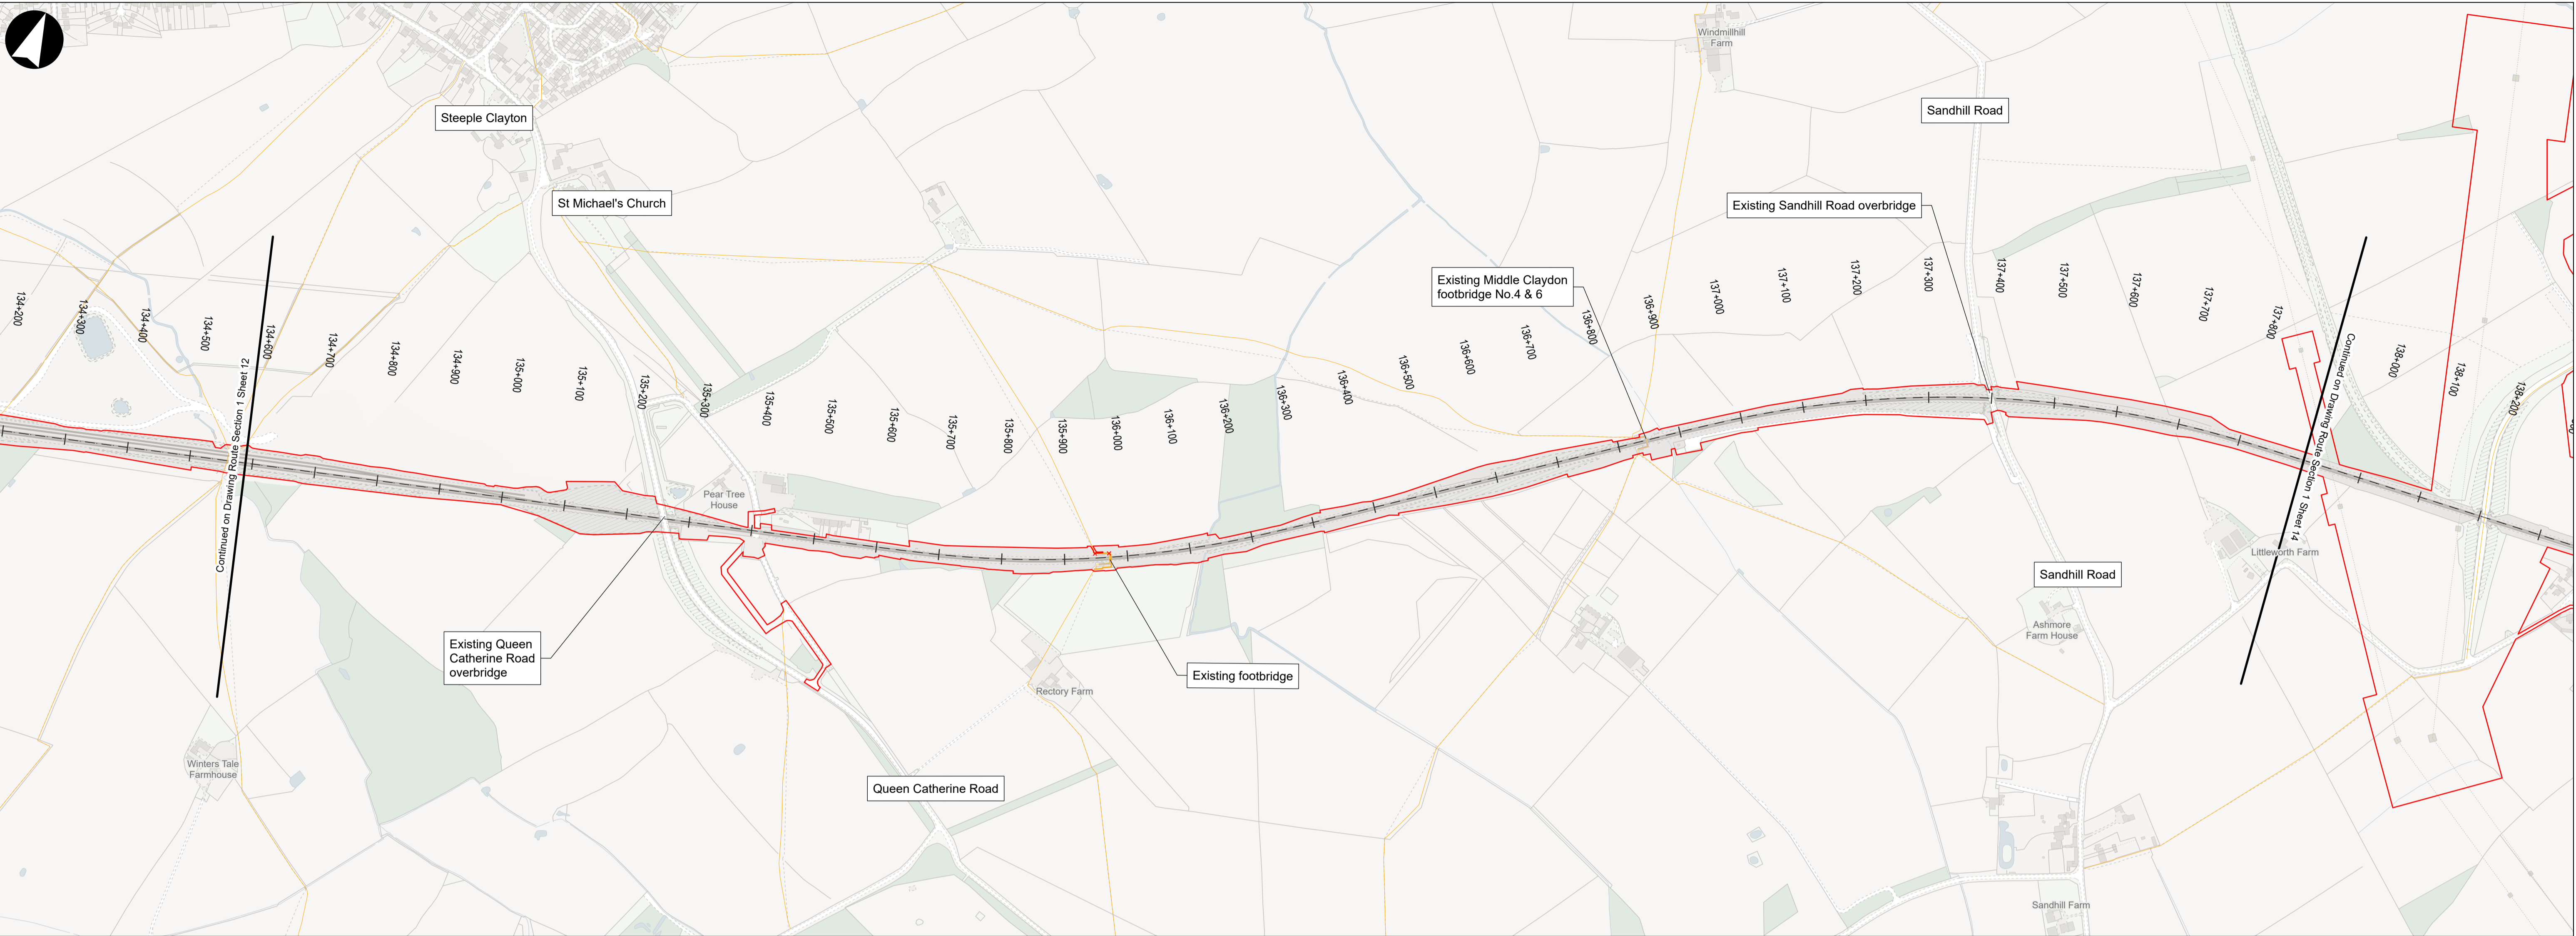 Windmillhill
Farm
Steeple Clayton
Sandhill Road
St Michael's Church
Existing Sandhill Road overbridge
Existing Middle Claydon
footbridge No.4 & 6
134+200
134+300
134+400
134+500
134+600
134+700
134+800
134+900
135+000
135+100
135+200
135+300
135+400
135+500
135+600
135+700
135+800
135+900
136+000
136+100
136+200
136+300
136+400
136+500
136+600
136+700
136+800
136+900
137+000
137+100
137+200
137+300
137+400
137+500
137+600
137+700
137+800
138+000
138+100
138+200
Continued on Drawing Route Section 1 Sheet 12
Continued on Drawing Route Section 1 Sheet 14
Pear Tree
House
Littleworth Farm
Sandhill Road
Ashmore
Farm House
Existing Queen
Catherine Road
overbridge
Existing footbridge
Rectory Farm
Winters Tale
Farmhouse
Queen Catherine Road
Sandhill Farm